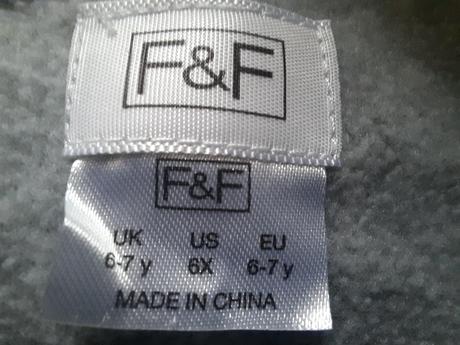 F&F
F&F
UK US EU
6-7 y 6X 6-7 y
MADE IN CHINA